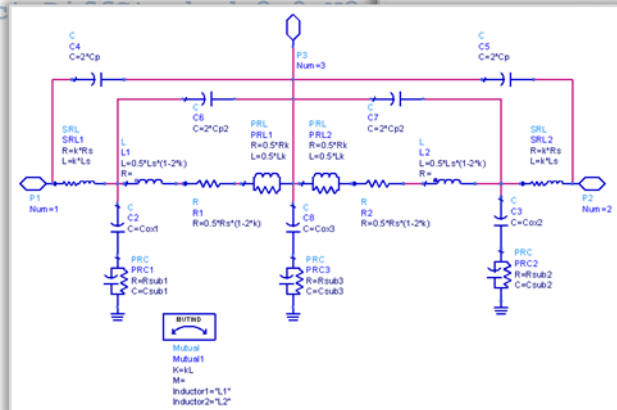 C
C4
C=2*Cp
P3
Num=3
C
C5
C=2*Cp
C
C6
C=2*Cp2
C
C7
C=2*Cp2
SRL
SRL1
R=k*Rs
L=k*Ls
L
L1
L=0.5*Ls*(1-2*k)
R=
PRL
PRL1
R=0.5*Rk
L=0.5*Lk
PRL
PRL2
R=0.5*Rk
L=0.5*Lk
L
L2
L=0.5*Ls*(1-2*k)
R=
SRL
SRL2
R=k*Rs
L=k*Ls
P1
Num=1
R
R1
R=0.5*Rs*(1-2*k)
R
R2
R=0.5*Rs*(1-2*k)
P2
Num=2
C
C2
C=Cox1
C
C8
C=Cox3
C
C3
C=Cox2
PRC
PRC1
R=Rsub1
C=Csub1
PRC
PRC3
R=Rsub3
C=Csub3
PRC
PRC2
R=Rsub2
C=Csub2
MUTIND
Mutual
Mutual1
K=kL
M=
Inductor1="L1"
Inductor2="L2"